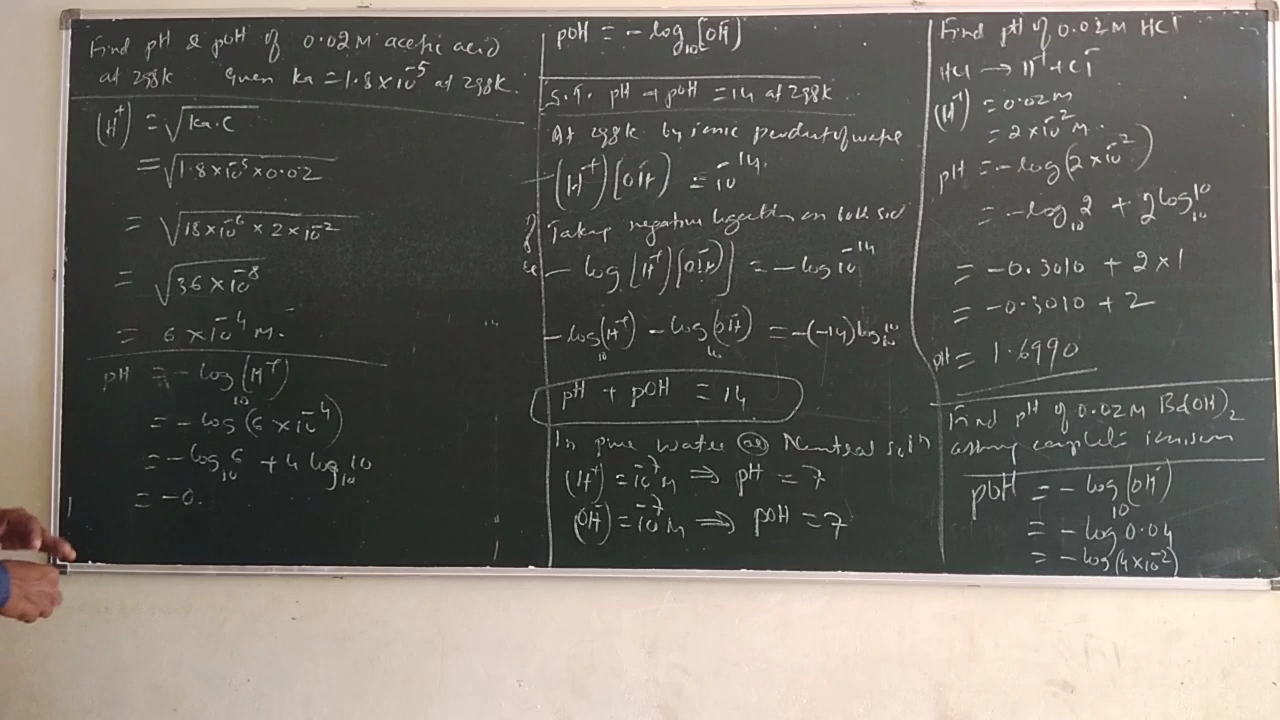 Find pH & pOH of 0.02M acetic acid
at 298K Given Ka = 1.8×10⁻⁵ at 298K.
(H⁺) = √Ka.C
= √1.8×10⁻⁵×0.02
= √18×10⁻⁶×2×10⁻²
= √36×10⁻⁸
= 6×10⁻⁴ M.
pH = -log₁₀(H⁺)
= -log(6×10⁻⁴)
= -log₁₀6 + 4 log₁₀10
= -0.
pOH = -log₁₀[OH⁻]
S.T. pH + pOH = 14 at 298K.
At 298K by ionic product of water
(H⁺)[OH⁻] = 10⁻¹⁴.
Taking negative on both
-log[(H⁺)[OH⁻]] = -log10⁻¹⁴
-log₁₀(H⁺) - log₁₀(OH⁻) = -(-14)log₁₀10
pH + pOH = 14
In pure water or Neutral soln
(H⁺) = 10⁻⁷M ⇒ pH = 7
(OH⁻) = 10⁻⁷M ⇒ pOH = 7
Find pH of 0.02M HCl
HCl → H⁺ + Cl⁻
(H⁺) = 0.02M
= 2×10⁻² M.
pH = -log(2×10⁻²)
= -log₁₀2 + 2log₁₀10
= -0.3010 + 2×1
= -0.3010 + 2
pH = 1.6990
Find pH of 0.02M Ba(OH)₂
assuming complete ionisation
pOH = -log₁₀(OH⁻)
= -log 0.04
= -log(4×10⁻²)